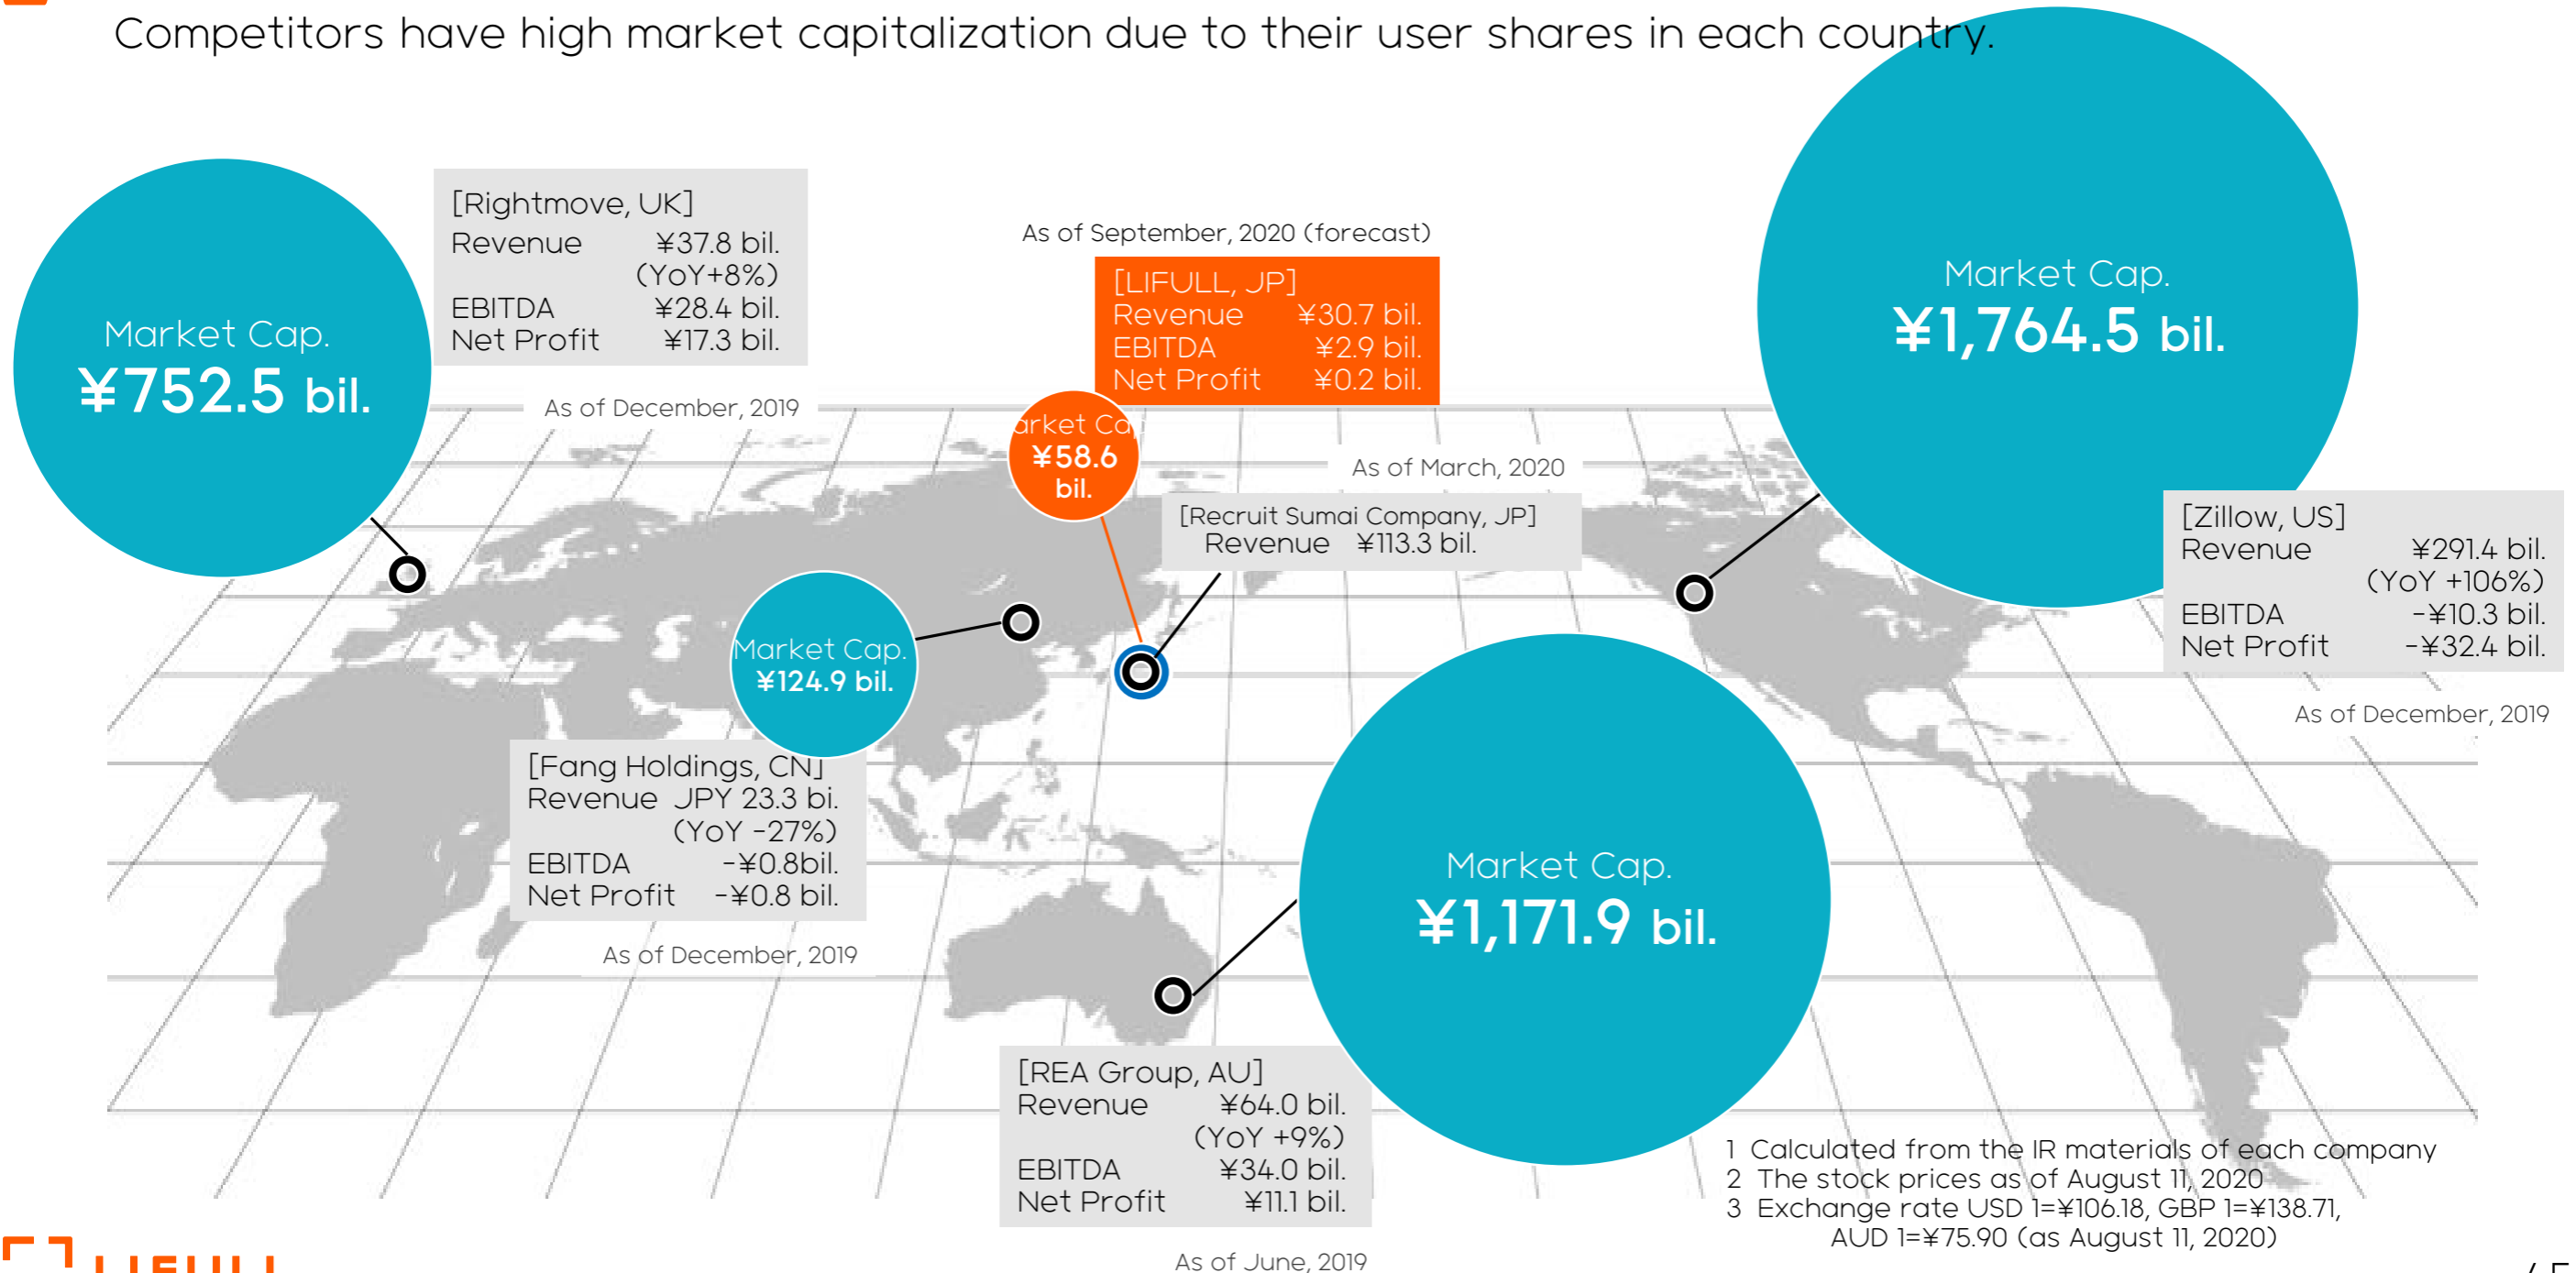 Competitors have high market capitalization due to their user shares in each country.
Market Cap.
¥752.5 bil.
[Rightmove, UK]
Revenue ¥37.8 bil.
(YoY+8%)
EBITDA ¥28.4 bil.
Net Profit ¥17.3 bil.
As of December, 2019
As of September, 2020 (forecast)
[LIFULL, JP]
Revenue ¥30.7 bil.
EBITDA ¥2.9 bil.
Net Profit ¥0.2 bil.
arket Ca
¥58.6
bil.
As of March, 2020
[Recruit Sumai Company, JP]
Revenue ¥113.3 bil.
Market Cap.
¥1,764.5 bil.
[Zillow, US]
Revenue ¥291.4 bil.
(YoY +106%)
EBITDA -¥10.3 bil.
Net Profit -¥32.4 bil.
As of December, 2019
Market Cap.
¥124.9 bil.
[Fang Holdings, CN]
Revenue JPY 23.3 bi.
(YoY -27%)
EBITDA -¥0.8bil.
Net Profit -¥0.8 bil.
As of December, 2019
Market Cap.
¥1,171.9 bil.
[REA Group, AU]
Revenue ¥64.0 bil.
(YoY +9%)
EBITDA ¥34.0 bil.
Net Profit ¥11.1 bil.
As of June, 2019
1 Calculated from the IR materials of each company
2 The stock prices as of August 11, 2020
3 Exchange rate USD 1=¥106.18, GBP 1=¥138.71,
AUD 1=¥75.90 (as August 11, 2020)
LIFULL